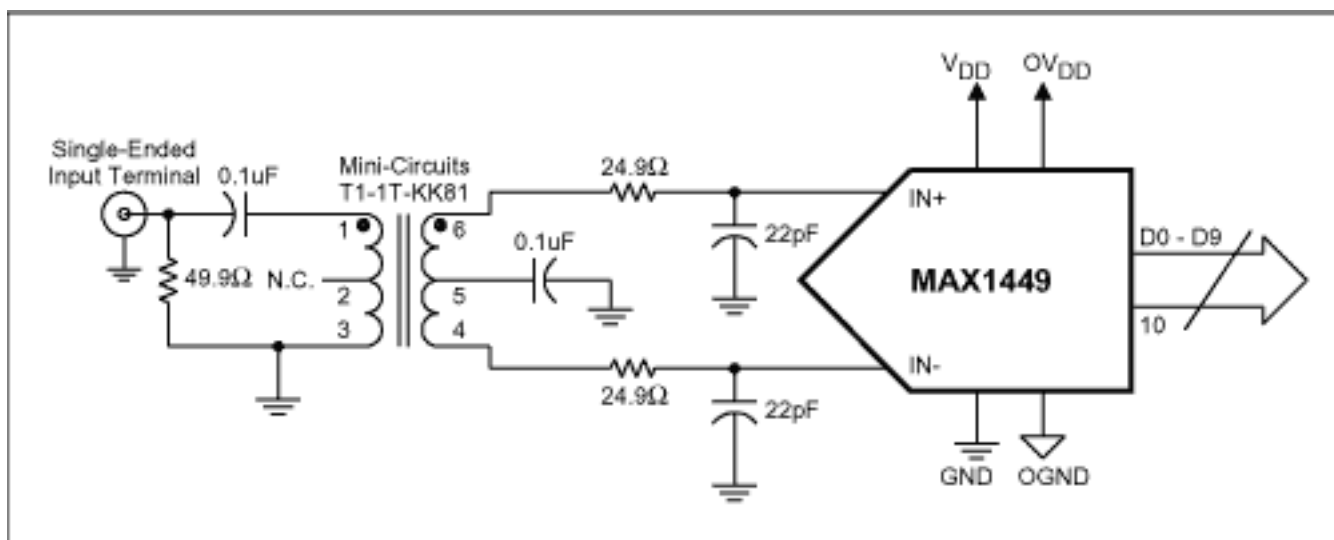 VDD OVDD
Single-Ended
Input Terminal
0.1uF
Mini-Circuits
T1-1T-KK81
24.9Ω
IN+
1
6
22pF
0.1uF
D0 - D9
49.9Ω
N.C.
2
5
MAX1449
3
4
10
IN-
24.9Ω
22pF
GND OGND